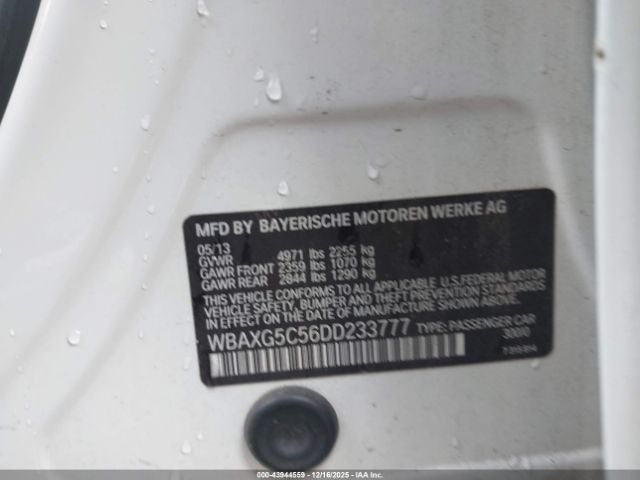 MFD BY BAYERISCHE MOTOREN WERKE AG
05/13
GVWR 4971 lbs 2255 kg
GAWR FRONT 2359 lbs 1070 kg
GAWR REAR 2844 lbs 1290 kg
THIS VEHICLE CONFORMS TO ALL APPLICABLE U.S.FEDERAL MOTOR
VEHICLE SAFETY, BUMPER AND THEFT PREVENTION STANDARDS
IN EFFECT ON THE DATE OF MANUFACTURE SHOWN ABOVE.
WBAXG5C56DD233777 TYPE: PASSENGER CAR
000-43944559 - 12/16/2025 - IAAI.com